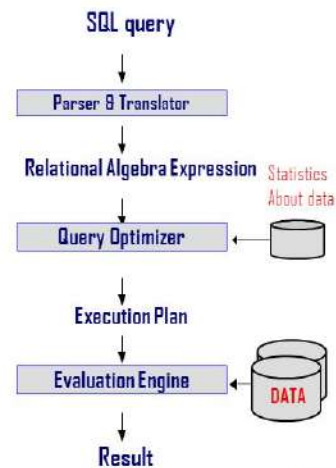 SQL query
Parser & Translator
Relational Algebra Expression
Statistics
About data
Query Optimizer
Execution Plan
Evaluation Engine
DATA
Result